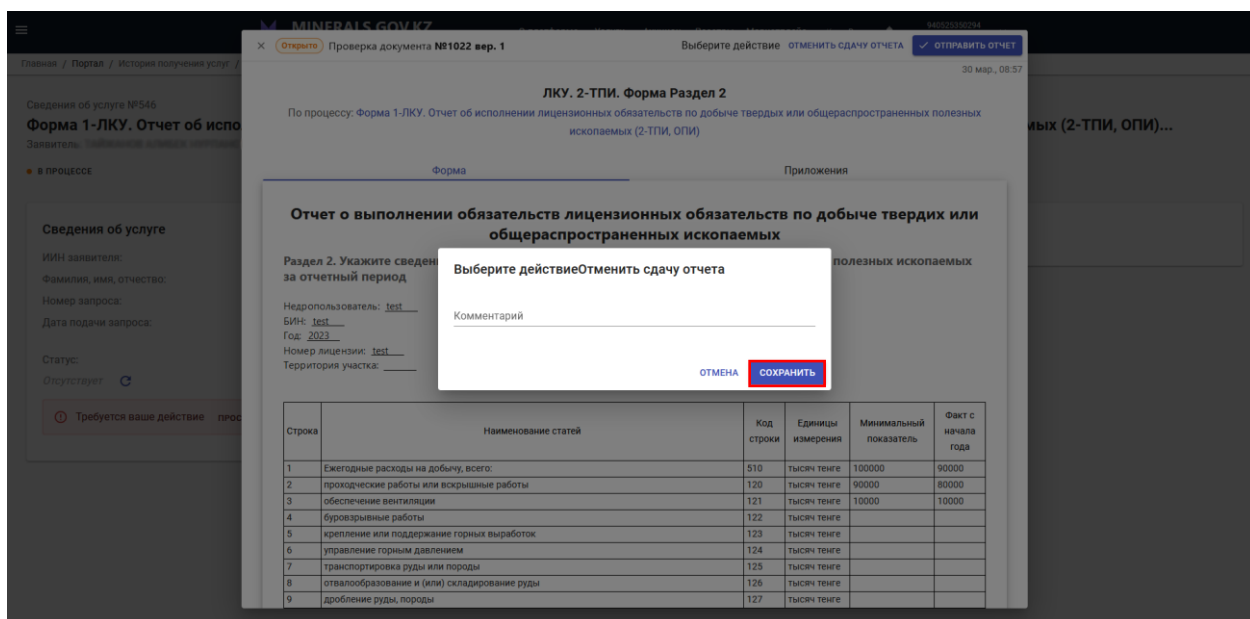 MINERALS.GOV.KZ
940525350294
× Открыто Проверка документа №1022 вер. 1 Выберите действие ОТМЕНИТЬ СДАЧУ ОТЧЕТА ОТПРАВИТЬ ОТЧЕТ
Главная / Портал / История получения услуг /
30 мар., 08:57
ЛКУ. 2-ТПИ. Форма Раздел 2
Сведения об услуге №546
По процессу: Форма 1-ЛКУ. Отчет об исполнении лицензионных обязательств по добыче твердых или общераспространенных полезных
ископаемых (2-ТПИ, ОПИ)
Форма 1-ЛКУ. Отчет об испо
мых (2-ТПИ, ОПИ)...
Заявитель:
В ПРОЦЕССЕ
Форма Приложения
Отчет о выполнении обязательств лицензионных обязательств по добыче твердих или
общераспространенных ископаемых
Сведения об услуге
Раздел 2. Укажите сведен
полезных ископаемых
за отчетный период
ИИН заявителя:
Фамилия, имя, отчество:
Номер запроса:
Дата подачи запроса:
Статус:
Отсутствует
Требуется ваше действие ПРОС
Недропользователь: test
БИН: test
Год: 2023
Номер лицензии: test
Территория участка:
Выберите действиеОтменить сдачу отчета
Комментарий
ОТМЕНА СОХРАНИТЬ
Строка Наименование статей Код строки Единицы измерения Минимальный показатель Факт с начала года
1 Ежегодные расходы на добычу, всего: 510 тысяч тенге 100000 90000
2 проходческие работы или вскрышные работы 120 тысяч тенге 90000 80000
3 обеспечение вентиляции 121 тысяч тенге 10000 10000
4 буровзрывные работы 122 тысяч тенге
5 крепление или поддержание горных выработок 123 тысяч тенге
6 управление горным давлением 124 тысяч тенге
7 транспортировка руды или породы 125 тысяч тенге
8 отвалообразование и (или) складирование руды 126 тысяч тенге
9 дробление руды, породы 127 тысяч тенге